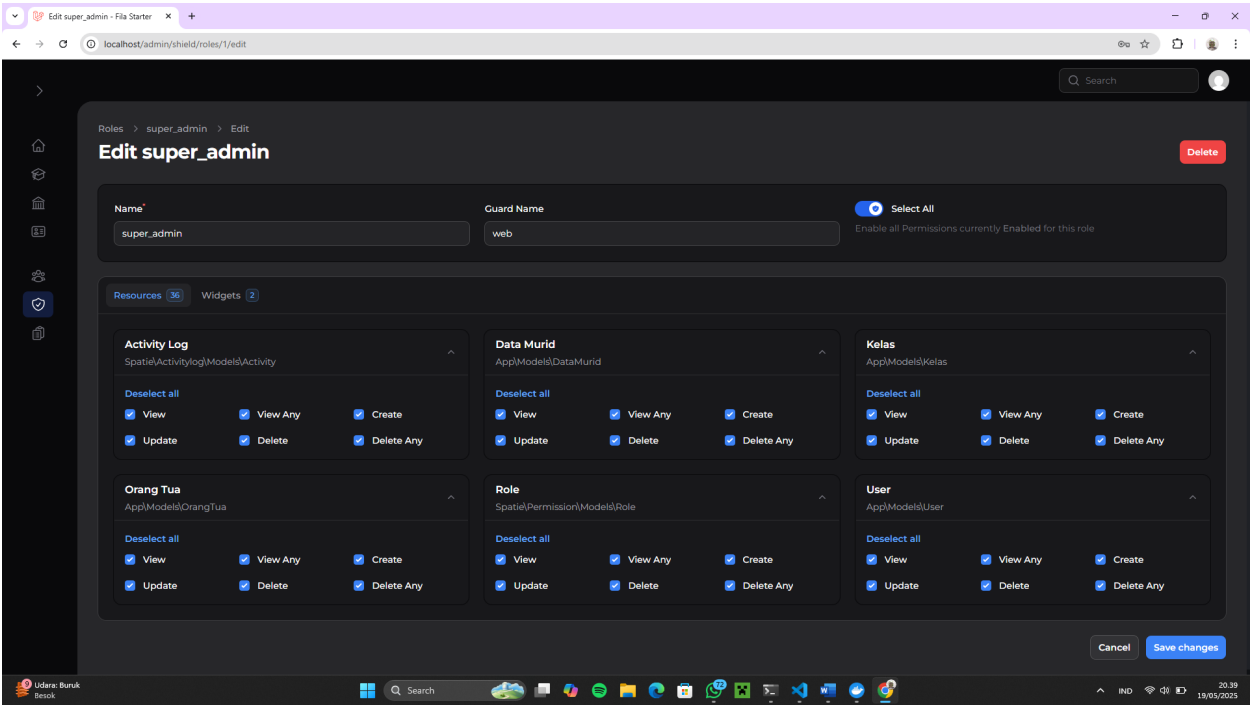 Edit super_admin - Fila Starter
localhost/admin/shield/roles/1/edit
Search
Roles > super_admin > Edit
Edit super_admin
Delete
Name*
Guard Name
Select All
super_admin
web
Enable all Permissions currently Enabled for this role
Resources 36 Widgets 2
Activity Log
Spatie\Activitylog\Models\Activity
Deselect all
View View Any Create
Update Delete Delete Any
Data Murid
App\Models\DataMurid
Deselect all
View View Any Create
Update Delete Delete Any
Kelas
App\Models\Kelas
Deselect all
View View Any Create
Update Delete Delete Any
Orang Tua
App\Models\OrangTua
Deselect all
View View Any Create
Update Delete Delete Any
Role
Spatie\Permission\Models\Role
Deselect all
View View Any Create
Update Delete Delete Any
User
App\Models\User
Deselect all
View View Any Create
Update Delete Delete Any
Cancel Save changes
9
Udara: Buruk
Besok
Search
72
IND
20.39
19/05/2025